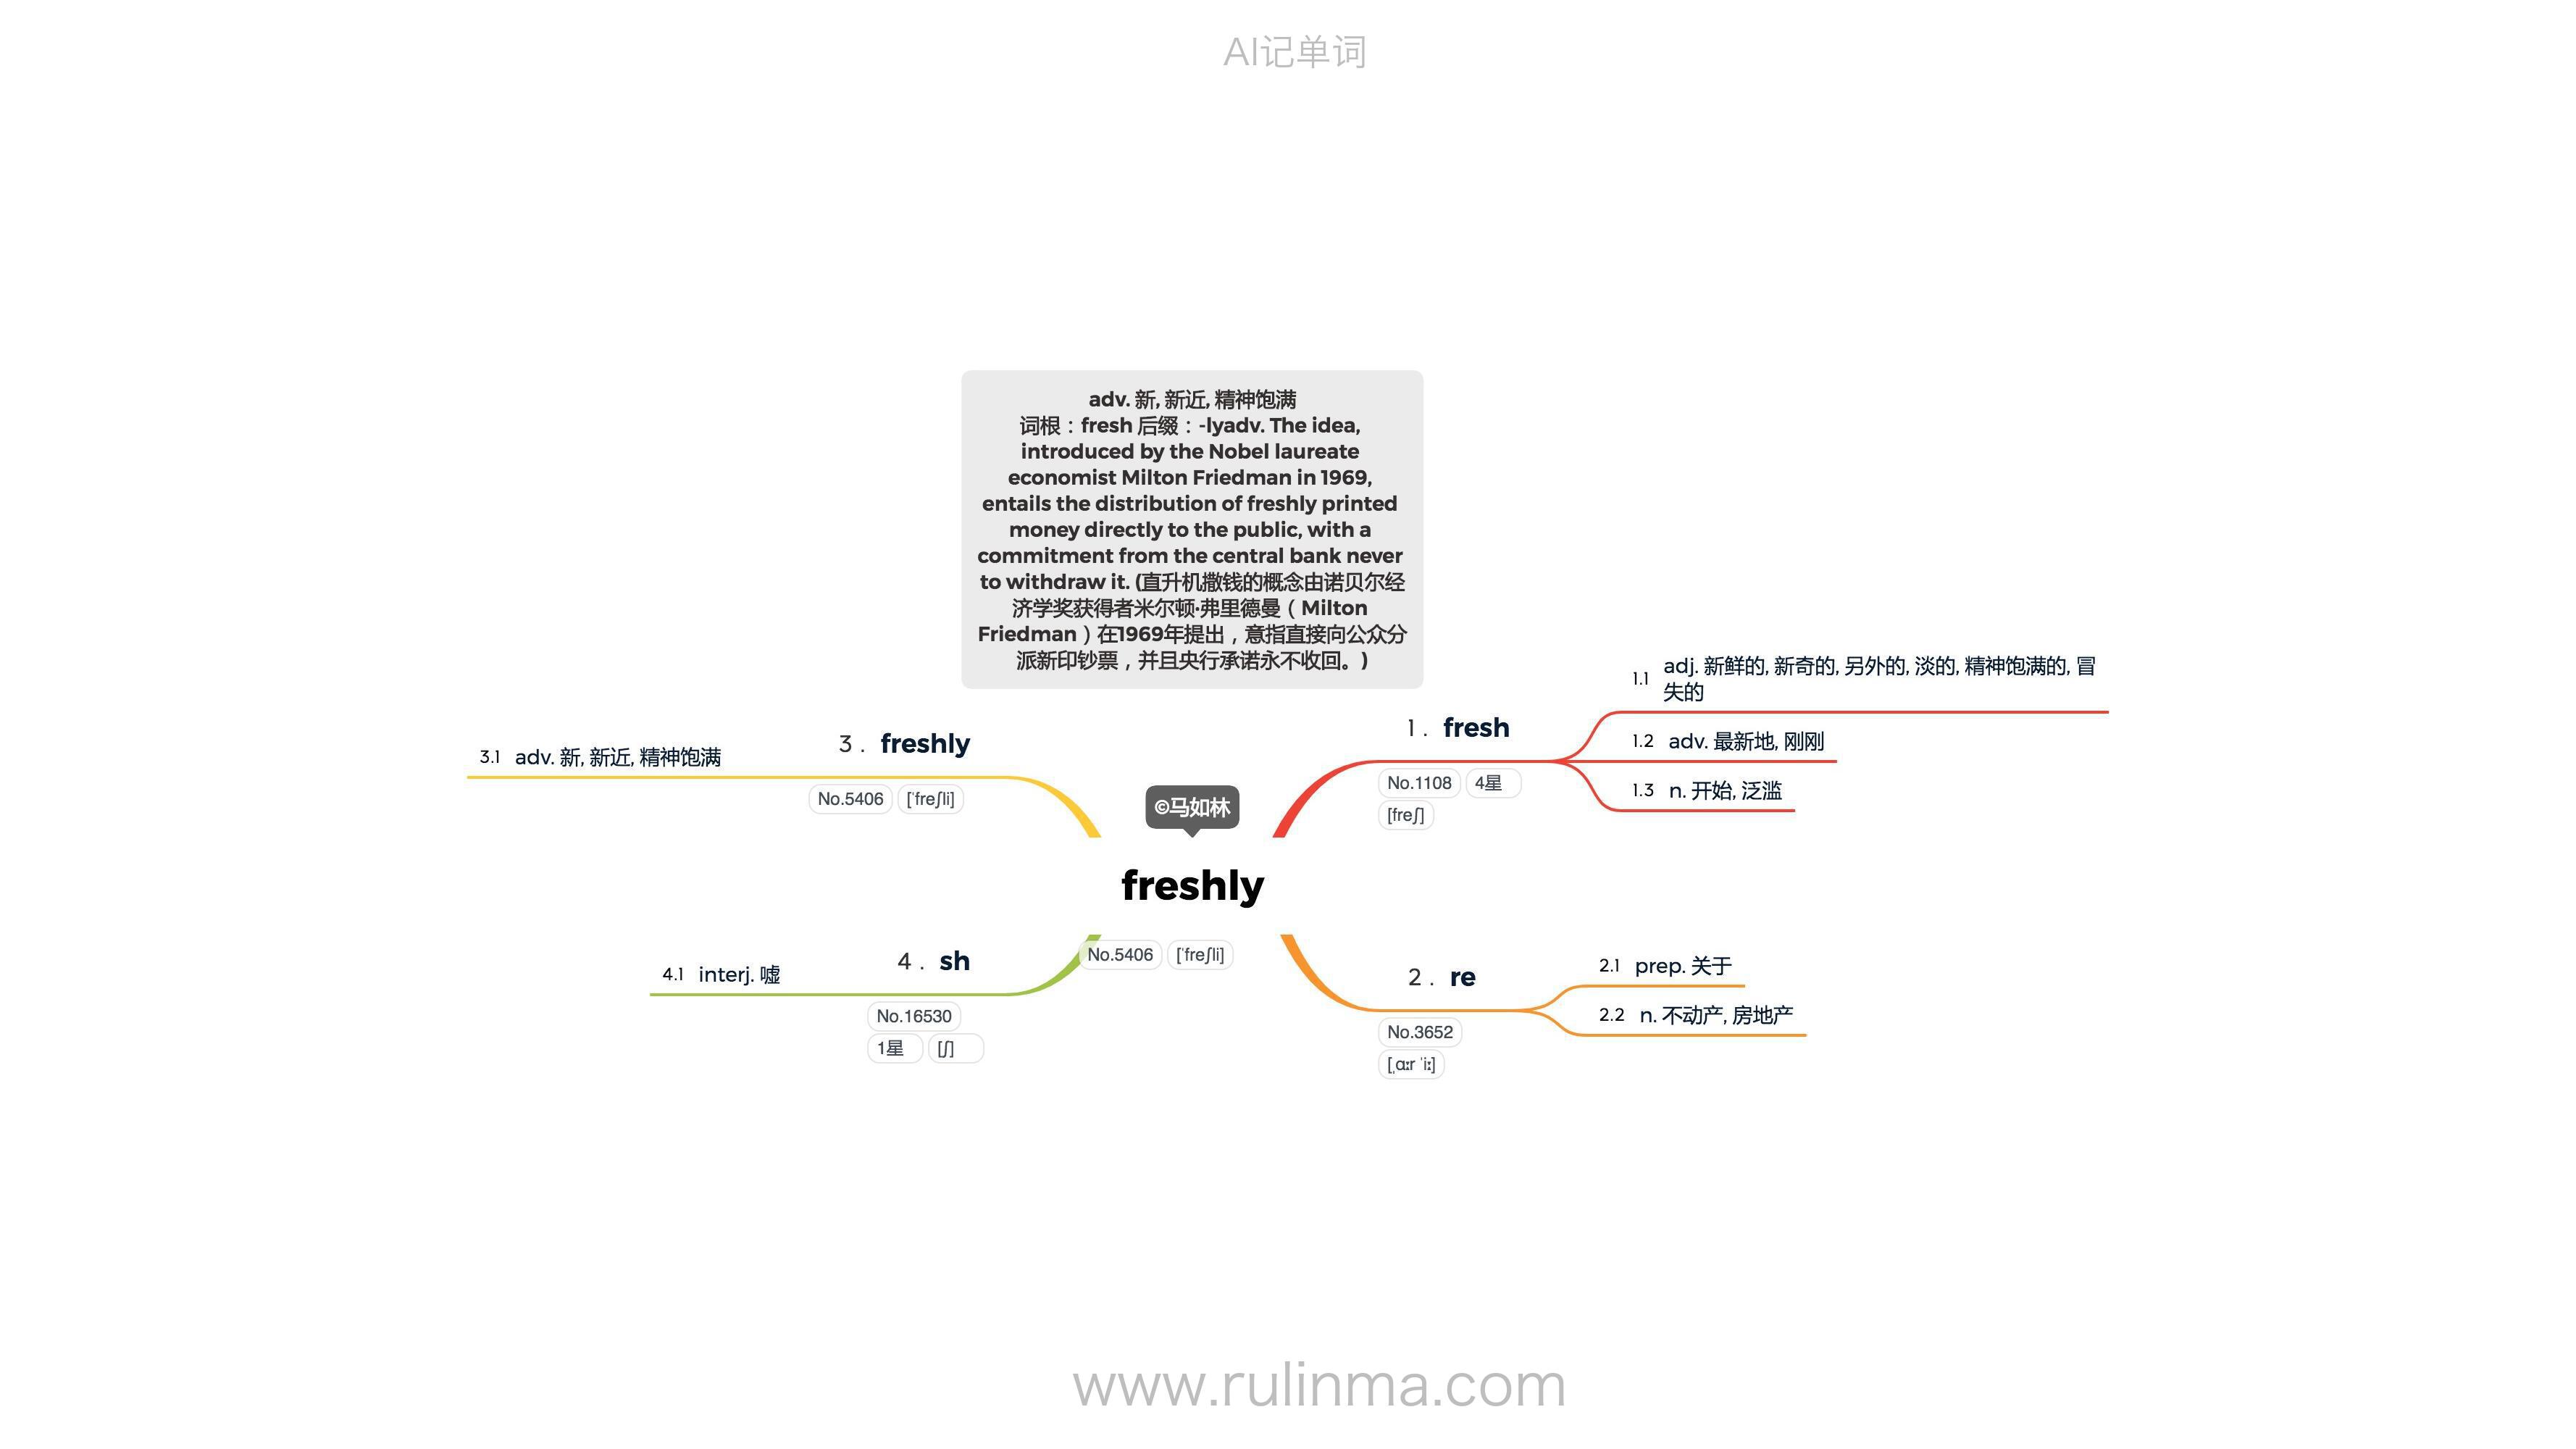 AI记单词
adv. 新, 新近, 精神饱满
词根：fresh 后缀：-lyadv. The idea,
introduced by the Nobel laureate
economist Milton Friedman in 1969,
entails the distribution of freshly printed
money directly to the public, with a
commitment from the central bank never
to withdraw it. (直升机撒钱的概念由诺贝尔经
济学奖获得者米尔顿·弗里德曼（Milton
Friedman）在1969年提出，意指直接向公众分
派新印钞票，并且央行承诺永不收回。)
©马如林
freshly
No.5406 [ˈfreʃli]
1. fresh
No.1108 4星
[freʃ]
1.1 adj. 新鲜的, 新奇的, 另外的, 淡的, 精神饱满的, 冒
失的
1.2 adv. 最新地, 刚刚
1.3 n. 开始, 泛滥
2. re
No.3652
[ˌɑːr ˈiː]
2.1 prep. 关于
2.2 n. 不动产, 房地产
3. freshly
No.5406 [ˈfreʃli]
3.1 adv. 新, 新近, 精神饱满
4. sh
No.16530
1星 [ʃ]
4.1 interj. 嘘
www.rulinma.com